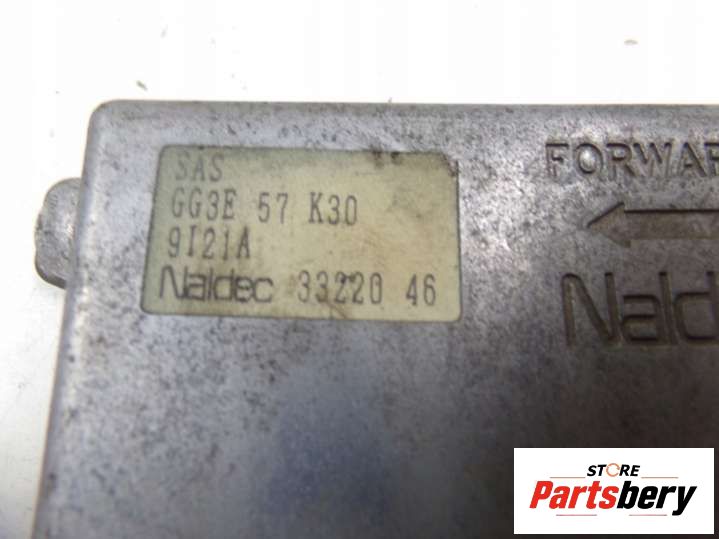 SAS
GG3E 57 K30
9I21A
Naldec 33220 46
FORWAR
Nald
STORE
Partsbery